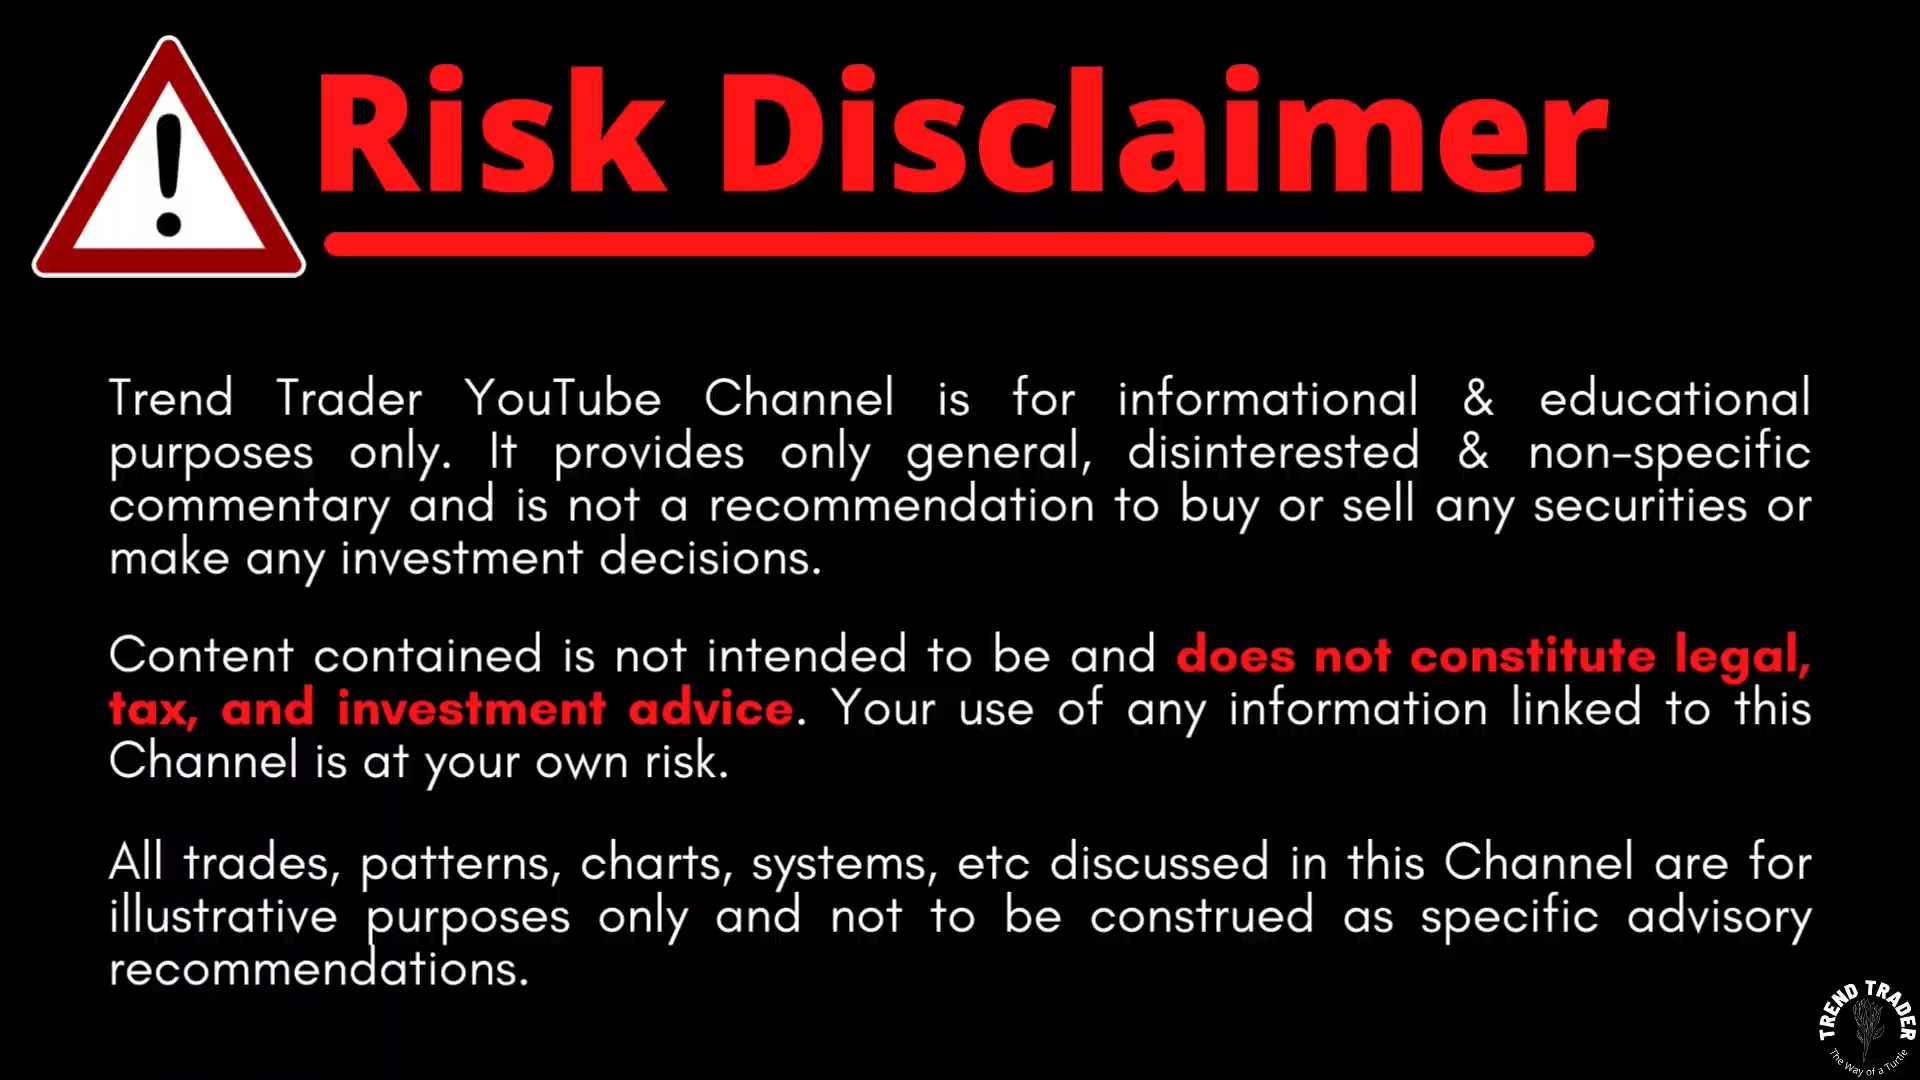 Risk Disclaimer
Trend Trader YouTube Channel is for informational & educational
purposes only. It provides only general, disinterested & non-specific
commentary and is not a recommendation to buy or sell any securities or
make any investment decisions.
Content contained is not intended to be and does not constitute legal,
tax, and investment advice. Your use of any information linked to this
Channel is at your own risk.
All trades, patterns, charts, systems, etc discussed in this Channel are for
illustrative purposes only and not to be construed as specific advisory
recommendations.
TREND TRADER
The Way of a Turtle